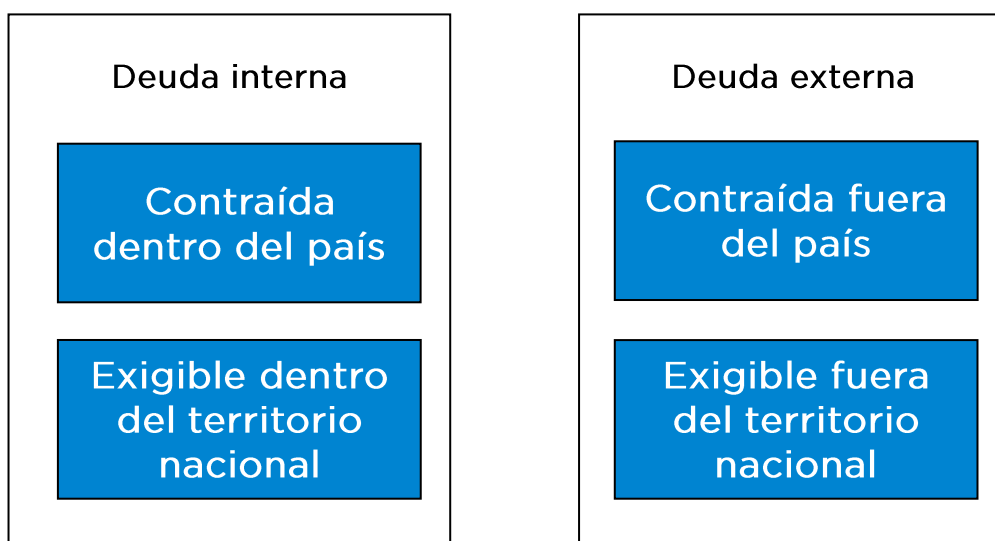 Deuda interna
Contraída
dentro del país
Exigible dentro
del territorio
nacional
Deuda externa
Contraída fuera
del país
Exigible fuera
del territorio
nacional